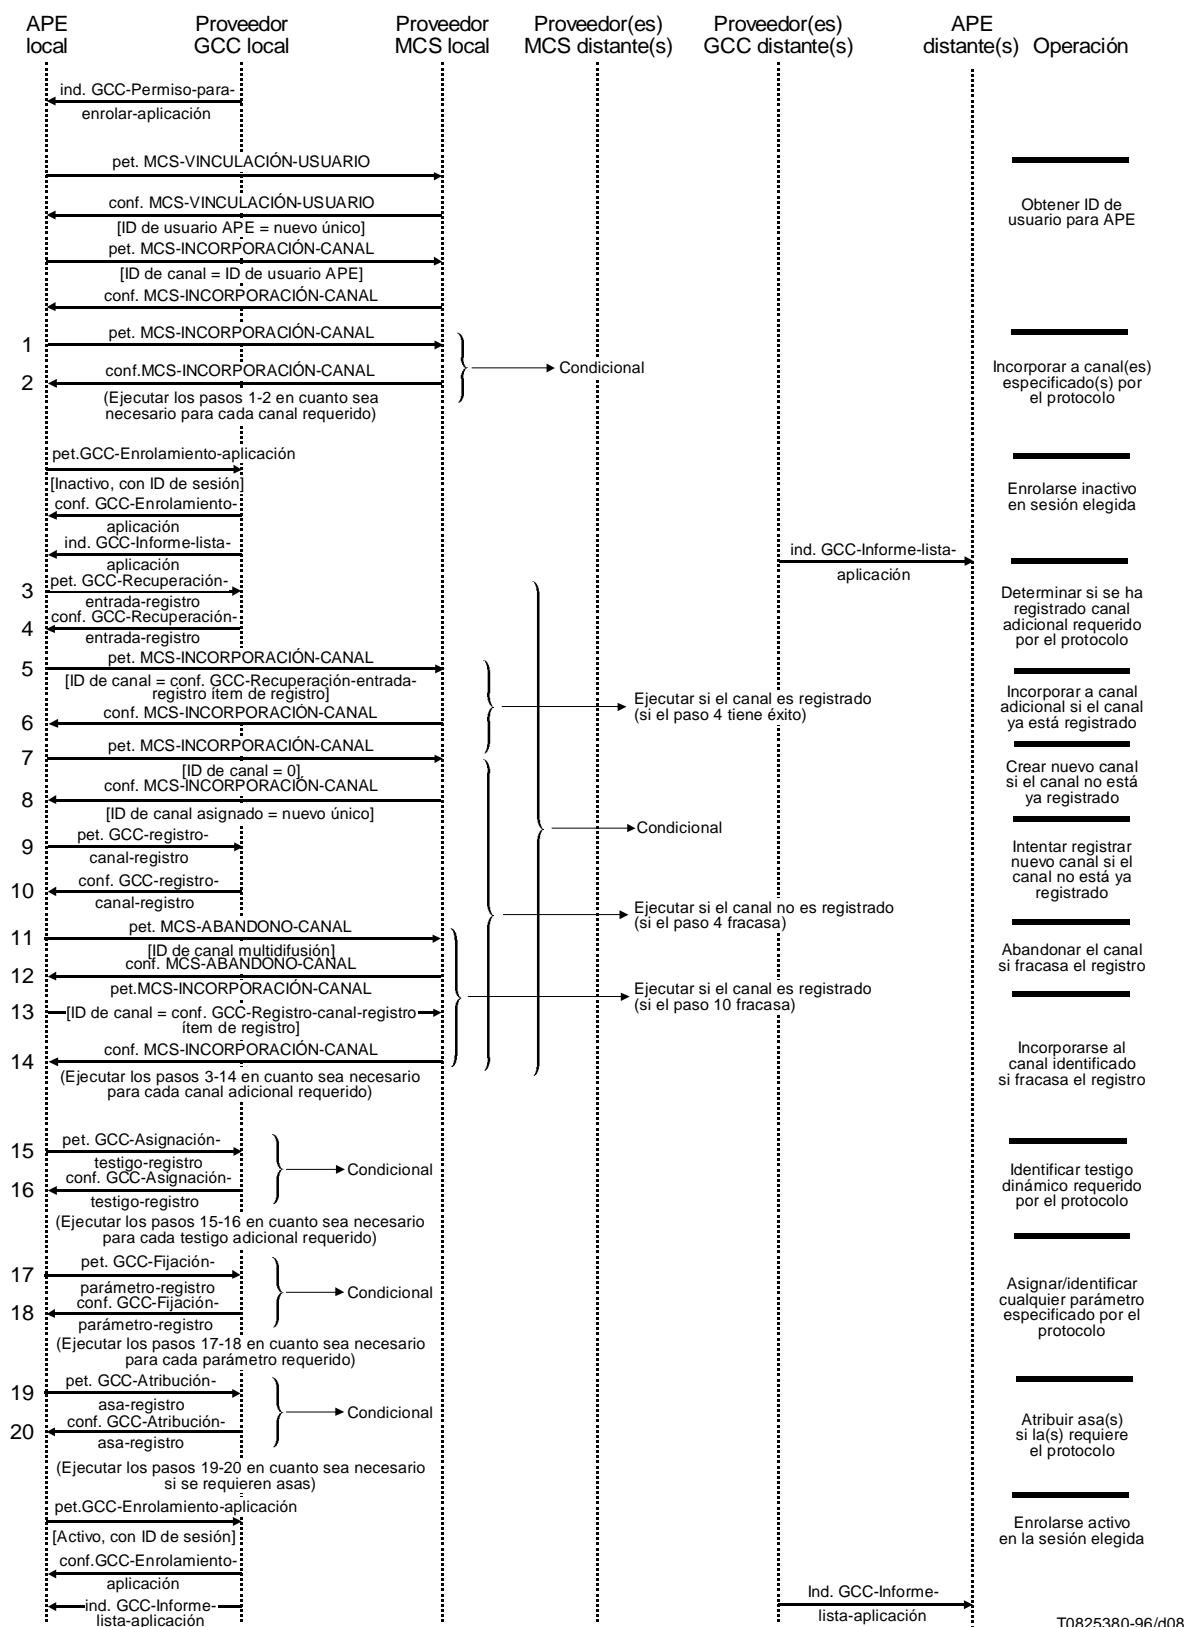 APE
local
Proveedor
GCC local
Proveedor
MCS local
Proveedor(es)
MCS distante(s)
Proveedor(es)
GCC distante(s)
APE
distante(s)
Operación
ind. GCC-Permiso-para-
enrolar-aplicación
pet. MCS-VINCULACIÓN-USUARIO
conf. MCS-VINCULACIÓN-USUARIO
[ID de usuario APE = nuevo único]
Obtener ID de
usuario para APE
pet. MCS-INCORPORACIÓN-CANAL
[ID de canal = ID de usuario APE]
conf. MCS-INCORPORACIÓN-CANAL
1
pet. MCS-INCORPORACIÓN-CANAL
2
conf.MCS-INCORPORACIÓN-CANAL
Condicional
Incorporar a canal(es)
especificado(s) por
el protocolo
(Ejecutar los pasos 1-2 en cuanto sea
necesario para cada canal requerido)
pet.GCC-Enrolamiento-aplicación
[Inactivo, con ID de sesión]
conf. GCC-Enrolamiento-
aplicación
Enrolarse inactivo
en sesión elegida
ind. GCC-Informe-lista-
aplicación
ind. GCC-Informe-lista-
aplicación
3
pet. GCC-Recuperación-
entrada-registro
4
conf. GCC-Recuperación-
entrada-registro
Determinar si se ha
registrado canal
adicional requerido
por el protocolo
5
pet. MCS-INCORPORACIÓN-CANAL
[ID de canal = conf. GCC-Recuperación-entrada-
registro ítem de registro]
6
conf. MCS-INCORPORACIÓN-CANAL
Ejecutar si el canal es registrado
(si el paso 4 tiene éxito)
Incorporar a canal
adicional si el canal
ya está registrado
7
pet. MCS-INCORPORACIÓN-CANAL
[ID de canal = 0]
8
conf. MCS-INCORPORACIÓN-CANAL
[ID de canal asignado = nuevo único]
Crear nuevo canal
si el canal no está
ya registrado
Condicional
9
pet. GCC-registro-
canal-registro
10
conf. GCC-registro-
canal-registro
Intentar registrar
nuevo canal si el
canal no está ya
registrado
Ejecutar si el canal no es registrado
(si el paso 4 fracasa)
11
pet. MCS-ABANDONO-CANAL
[ID de canal multidifusión]
12
conf. MCS-ABANDONO-CANAL
Abandonar el canal
si fracasa el registro
Ejecutar si el canal es registrado
(si el paso 10 fracasa)
pet.MCS-INCORPORACIÓN-CANAL
13
[ID de canal = conf. GCC-Registro-canal-registro
ítem de registro]
14
conf. MCS-INCORPORACIÓN-CANAL
Incorporarse al
canal identificado
si fracasa el registro
(Ejecutar los pasos 3-14 en cuanto sea necesario
para cada canal adicional requerido)
15
pet. GCC-Asignación-
testigo-registro
16
conf. GCC-Asignación-
testigo-registro
Condicional
Identificar testigo
dinámico requerido
por el protocolo
(Ejecutar los pasos 15-16 en cuanto sea necesario
para cada testigo adicional requerido)
17
pet. GCC-Fijación-
parámetro-registro
18
conf. GCC-Fijación-
parámetro-registro
Condicional
Asignar/identificar
cualquier parámetro
especificado por el
protocolo
(Ejecutar los pasos 17-18 en cuanto sea necesario
para cada parámetro requerido)
19
pet. GCC-Atribución-
asa-registro
20
conf. GCC-Atribución-
asa-registro
Condicional
Atribuir asa(s)
si la(s) requiere
el protocolo
(Ejecutar los pasos 19-20 en cuanto sea necesario
si se requieren asas)
pet.GCC-Enrolamiento-aplicación
[Activo, con ID de sesión]
Enrolarse activo
en la sesión elegida
conf.GCC-Enrolamiento-
aplicación
ind. GCC-Informe-
lista-aplicación
Ind. GCC-Informe-
lista-aplicación
T0825380-96/d08